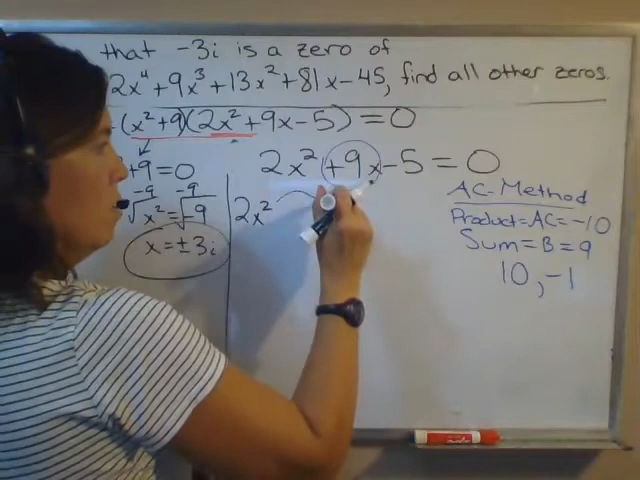 that -3i is a zero of
2x⁴+9x³+13x²+81x-45, find all other zeros.
(x²+9)(2x²+9x-5)=0
+9=0
-9 -9
√x²=√-9
x=±3i
2x²+9x-5=0
2x²
AC-Method
Product=AC=-10
Sum=B=9
10,-1